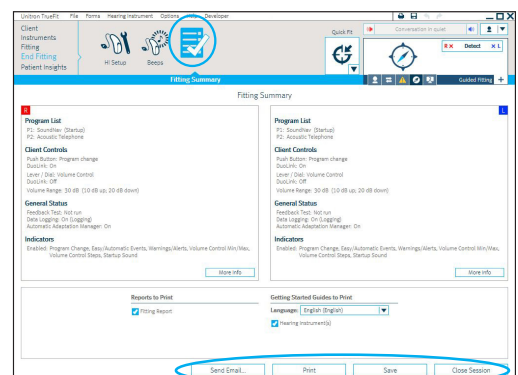 Unitron TrueFit File Forms Hearing Instrument Options Developer
Client
Instruments
Fitting
End Fitting
Patient Insights
HI Setup
Beeps
Quick Fit
Conversation in quiet
R X Detect X L
Fitting Summary
Guided Fitting +
Fitting Summary
R
Program List
P1: SoundNav (Startup)
P2: Acoustic Telephone
Client Controls
Push Button: Program change
DuoLink: On
Lever / Dial: Volume Control
DuoLink: Off
Volume Range: 30 dB (10 dB up; 20 dB down)
General Status
Feedback Test: Not run
Data Logging: On (Logging)
Automatic Adaptation Manager: On
Indicators
Enabled: Program Change, Easy/Automatic Events, Warnings/Alerts, Volume Control Min/Max,
Volume Control Steps, Startup Sound
More Info
L
Program List
P1: SoundNav (Startup)
P2: Acoustic Telephone
Client Controls
Push Button: Program change
DuoLink: On
Lever / Dial: Volume Control
DuoLink: Off
Volume Range: 30 dB (10 dB up; 20 dB down)
General Status
Feedback Test: Not run
Data Logging: On (Logging)
Automatic Adaptation Manager: On
Indicators
Enabled: Program Change, Easy/Automatic Events, Warnings/Alerts, Volume Control Min/Max,
Volume Control Steps, Startup Sound
More Info
Reports to Print
Fitting Report
Getting Started Guides to Print
Language: English (English)
Hearing Instrument(s)
Send Email...
Print
Save
Close Session